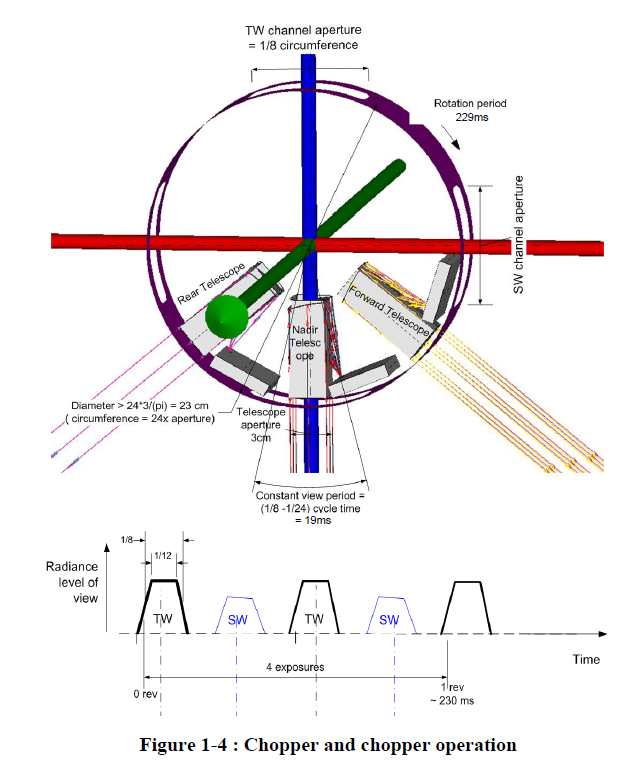 TW channel aperture
= 1/8 circumference
Rotation period
229ms
SW channel aperture
Rear Telescope
Forward Telescope
Nadir
Telesc
ope
Diameter > 24*3/(pi) = 23 cm
( circumference = 24x aperture)
Telescope
aperture
3cm
Constant view period =
(1/8 -1/24) cycle time
= 19ms
1/8
1/12
Radiance
level of
view
TW
SW
TW
SW
Time
4 exposures
0 rev
1 rev
~ 230 ms
Figure 1-4 : Chopper and chopper operation